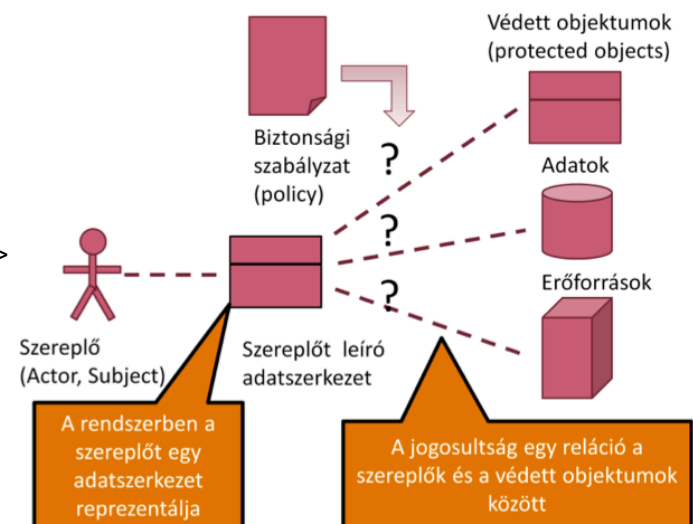 Védett objektumok
(protected objects)
Biztonsági
szabályzat
(policy)
?
?
?
Adatok
Erőforrások
>
Szereplő
(Actor, Subject)
Szereplőt leíró
adatszerkezet
A rendszerben a
szereplőt egy
adatszerkezet
reprezentálja
A jogosultság egy reláció a
szereplők és a védett objektumok
között